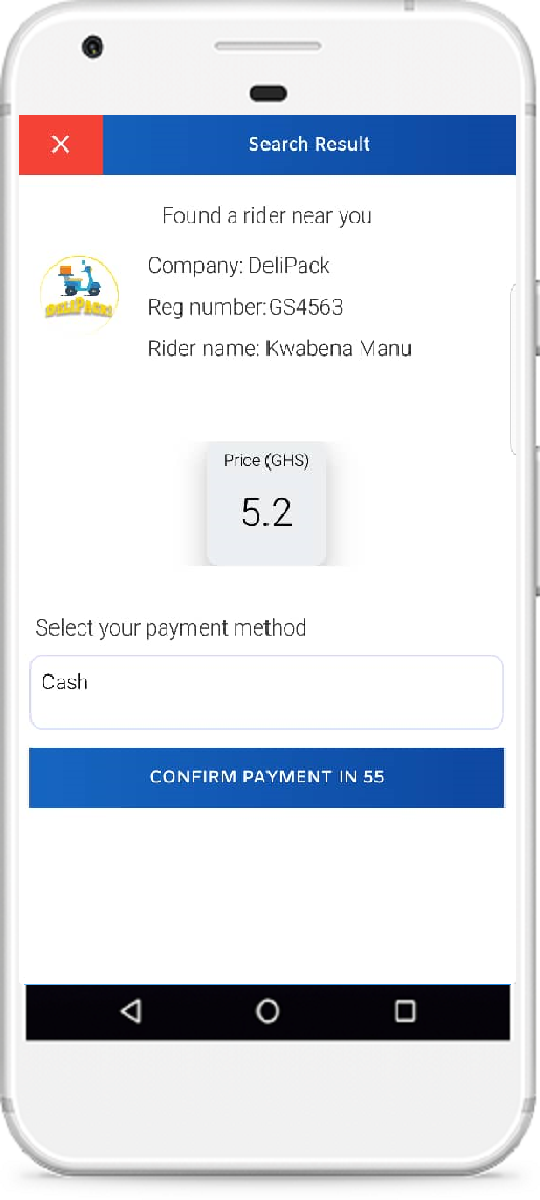 Search Result
Found a rider near you
Company: DeliPack
DELIPACK
Reg number:GS4563
Rider name: Kwabena Manu
Price (GHS)
5.2
Select your payment method
Cash
CONFIRM PAYMENT IN 55